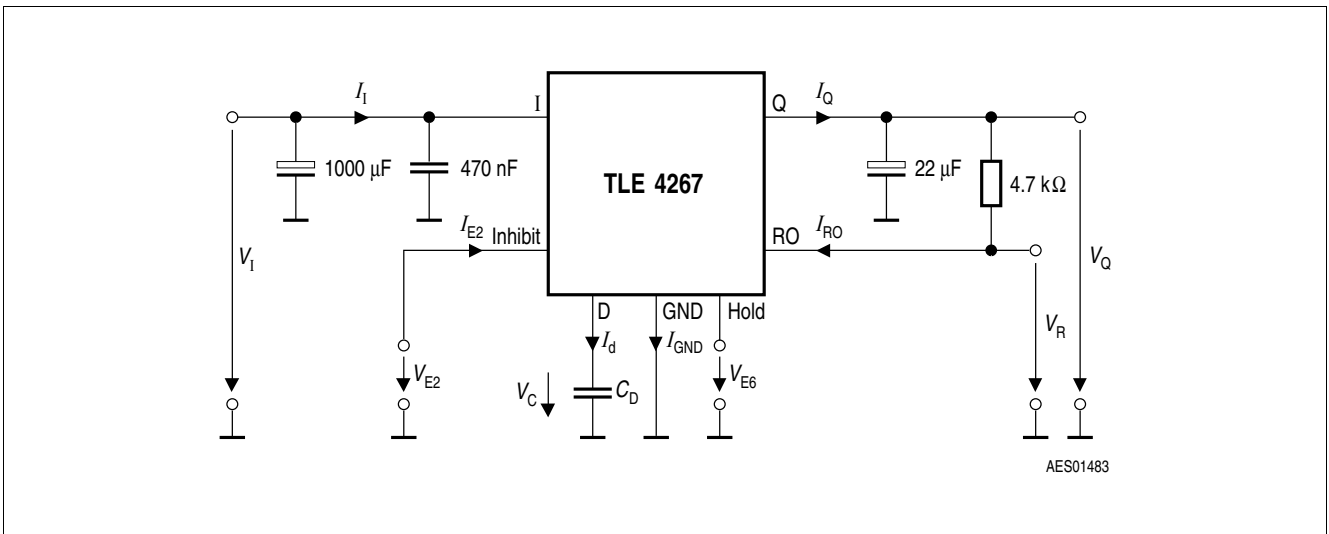 I_I
I
Q
I_Q
1000 µF
470 nF
TLE 4267
22 µF
4.7 kΩ
I_E2
Inhibit
RO
I_RO
V_I
V_Q
D
GND
Hold
I_d
I_GND
V_R
V_E2
V_C
C_D
V_E6
AES01483